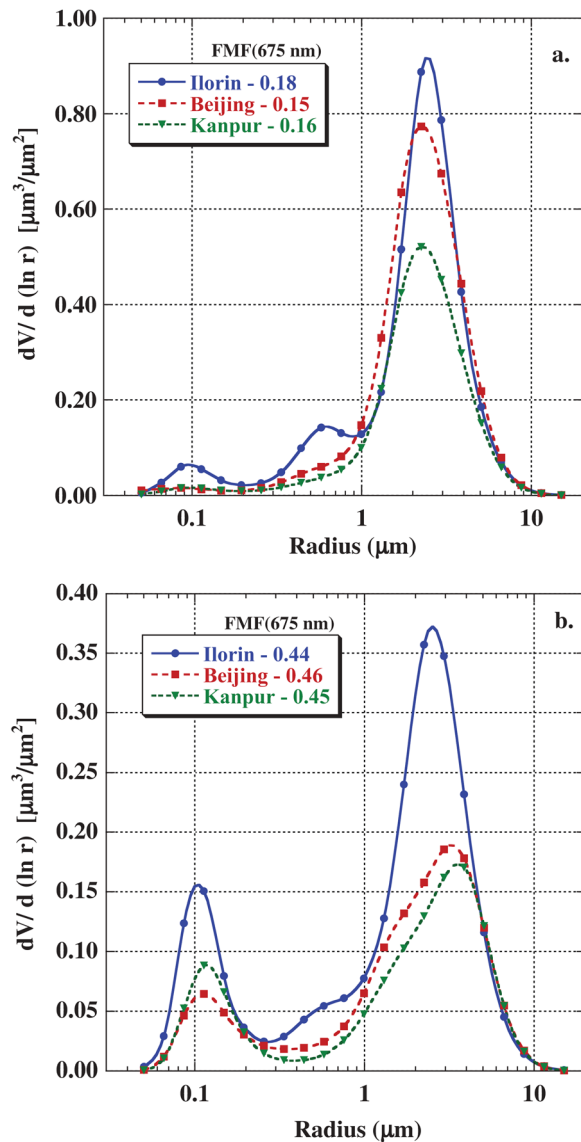 1.00
a.
FMF(675 nm)
Ilorin - 0.18
Beijing - 0.15
Kanpur - 0.16
0.80
0.60
0.40
0.20
0.00
dV/ d (ln r) [μm³/μm²]
0.1 1 10
Radius (μm)
0.40
b.
FMF(675 nm)
Ilorin - 0.44
Beijing - 0.46
Kanpur - 0.45
0.35
0.30
0.25
0.20
0.15
0.10
0.05
0.00
dV/ d (ln r) [μm³/μm²]
0.1 1 10
Radius (μm)